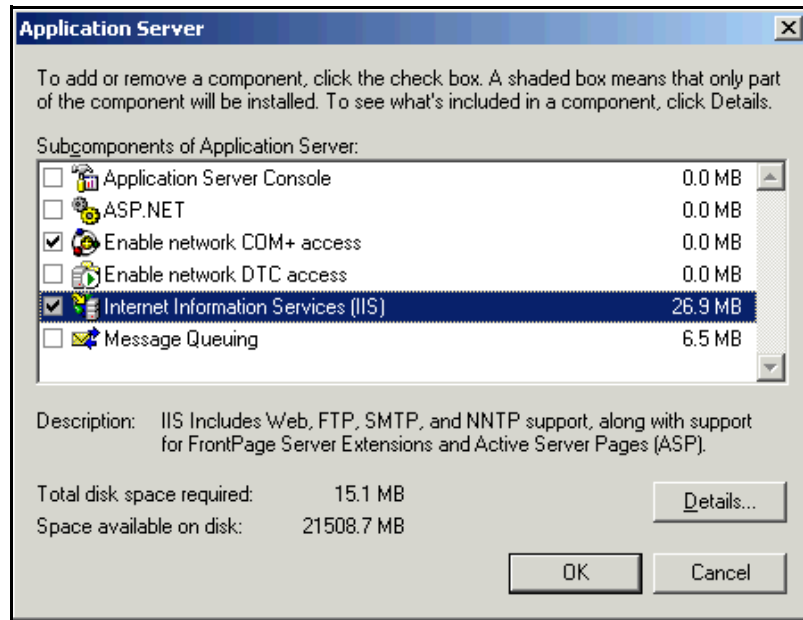 Application Server
To add or remove a component, click the check box. A shaded box means that only part
of the component will be installed. To see what's included in a component, click Details.
Subcomponents of Application Server:
Application Server Console 0.0 MB
ASP.NET 0.0 MB
Enable network COM+ access 0.0 MB
Enable network DTC access 0.0 MB
Internet Information Services (IIS) 26.9 MB
Message Queuing 6.5 MB
Description: IIS Includes Web, FTP, SMTP, and NNTP support, along with support
for FrontPage Server Extensions and Active Server Pages (ASP).
Total disk space required: 15.1 MB
Space available on disk: 21508.7 MB
Details...
OK Cancel